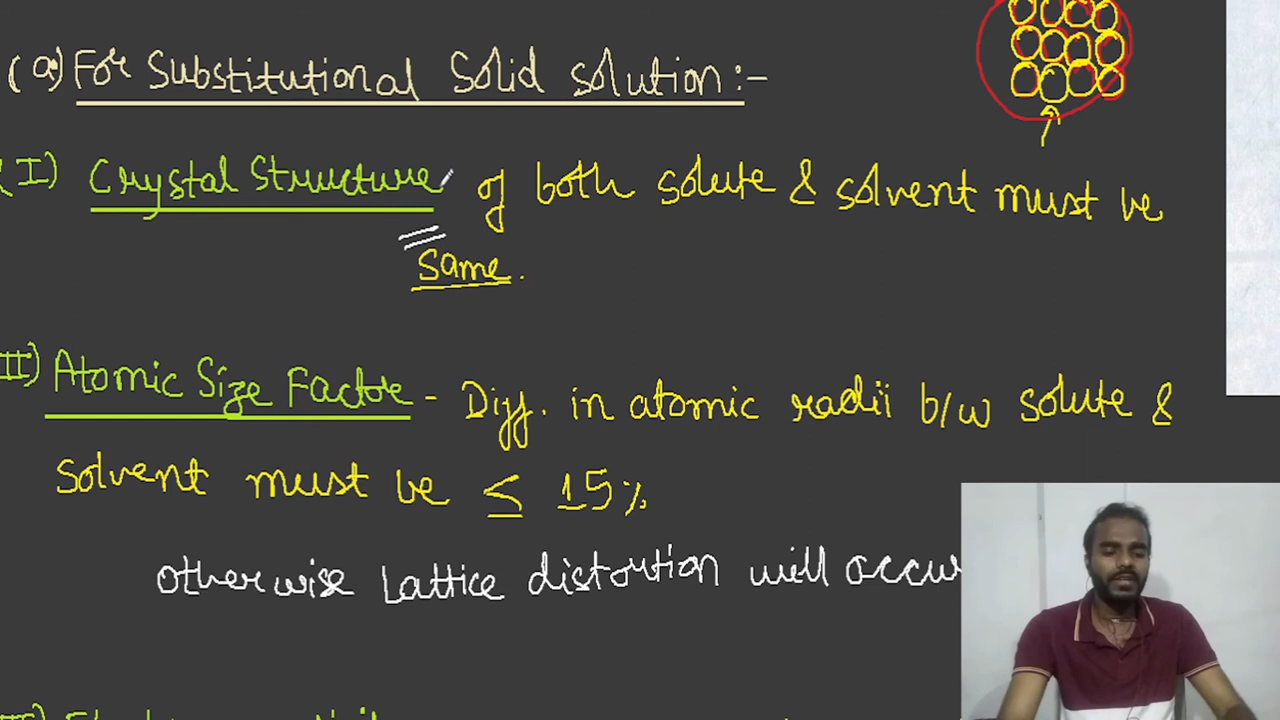 (a) For Substitutional Solid solution :-
(I) Crystal Structure of both solute & solvent must be
same.
II) Atomic Size Factor - Diff. in atomic radii b/w solute &
solvent must be ≤ 15%
otherwise Lattice distortion will occur